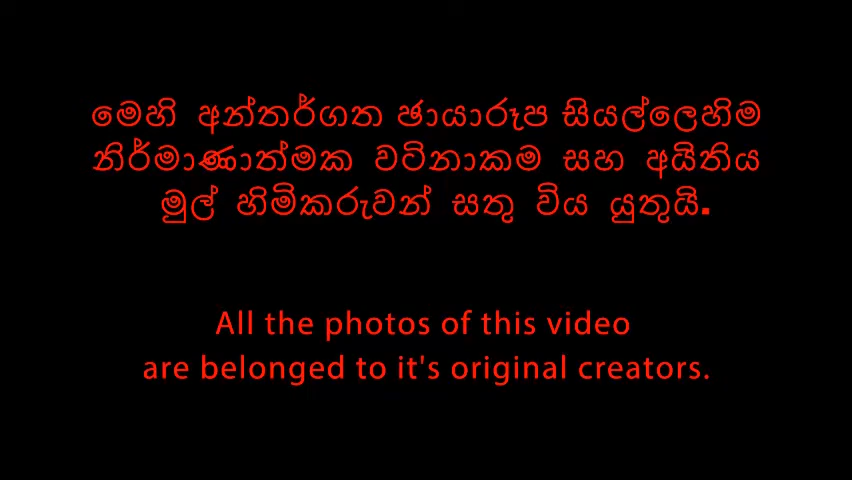 මෙහි අන්තර්ගත ඡායාරූප සියල්ලෙහිම
නිර්මාණාත්මක වටිනාකම සහ අයිතිය
මුල් හිමිකරුවන් සතු විය යුතුයි.
All the photos of this video
are belonged to it's original creators.